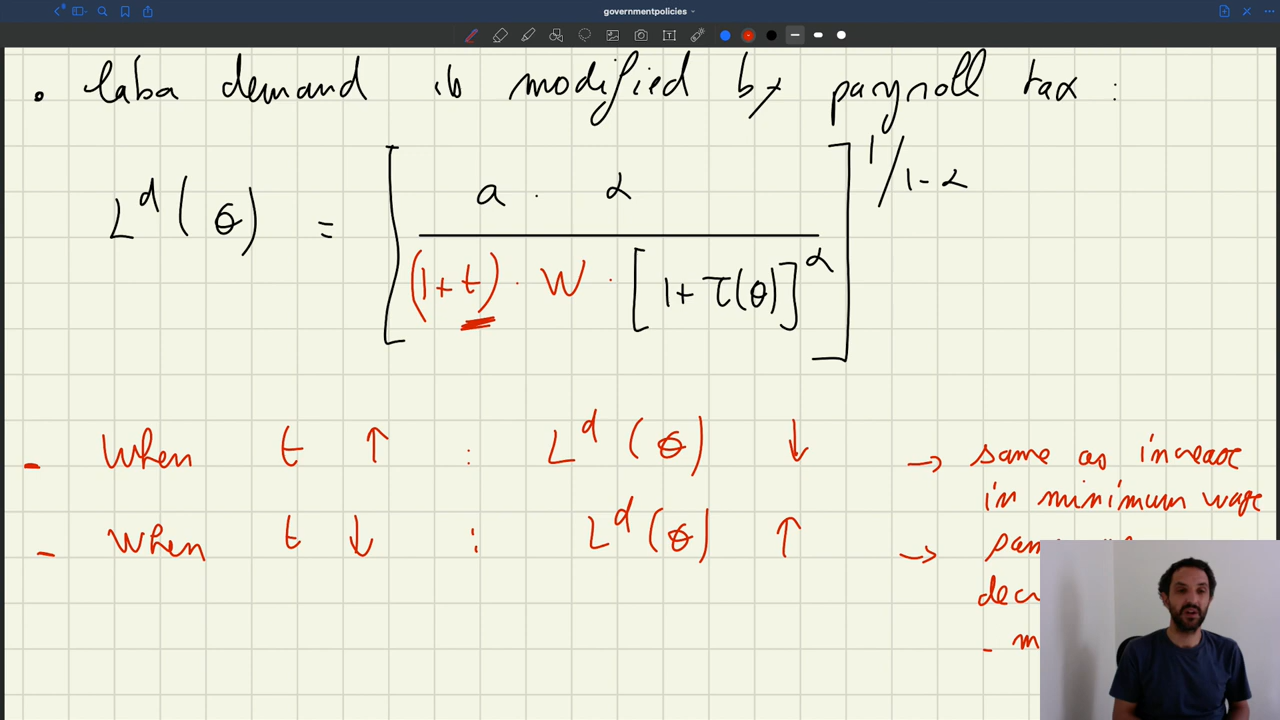 governmentpolicies
• labor demand is modified by payroll tax :
L^d(θ) = [ a · α / (1+t) · W · [1+τ(θ)]^α ]^1/1-α
- When t ↑ : L^d(θ) ↓ → same as increase
in minimum wage
- When t ↓ : L^d(θ) ↑ →